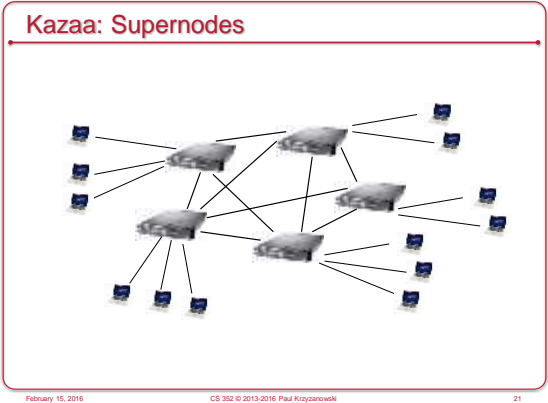 Kazaa: Supernodes
February 15, 2016
CS 352 © 2013-2016 Paul Krzyzanowski
21